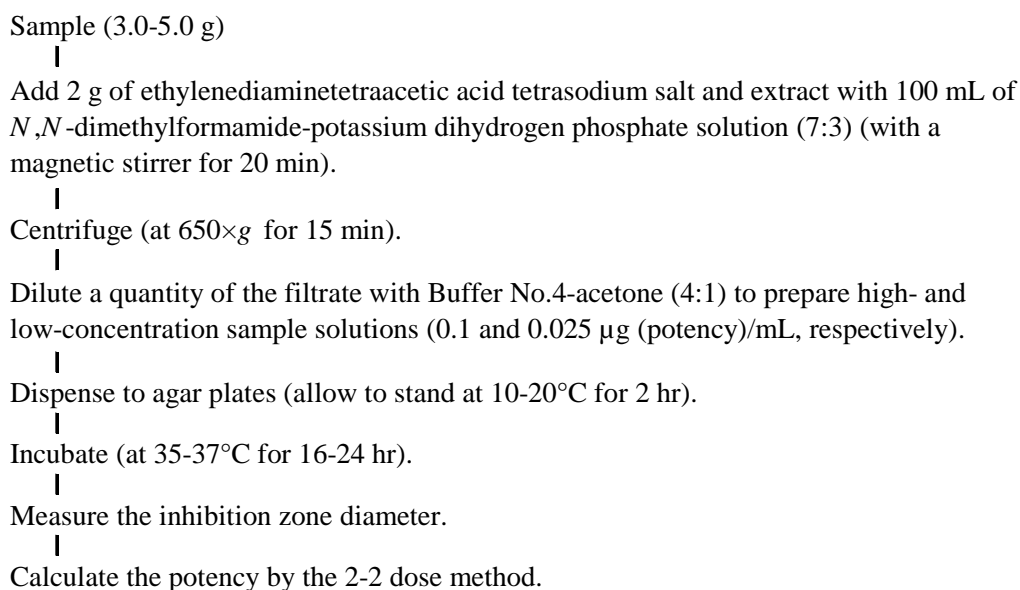 Sample (3.0-5.0 g)
Add 2 g of ethylenediaminetetraacetic acid tetrasodium salt and extract with 100 mL of
N,N-dimethylformamide-potassium dihydrogen phosphate solution (7:3) (with a
magnetic stirrer for 20 min).
Centrifuge (at 650×g for 15 min).
Dilute a quantity of the filtrate with Buffer No.4-acetone (4:1) to prepare high- and
low-concentration sample solutions (0.1 and 0.025 µg (potency)/mL, respectively).
Dispense to agar plates (allow to stand at 10-20°C for 2 hr).
Incubate (at 35-37°C for 16-24 hr).
Measure the inhibition zone diameter.
Calculate the potency by the 2-2 dose method.